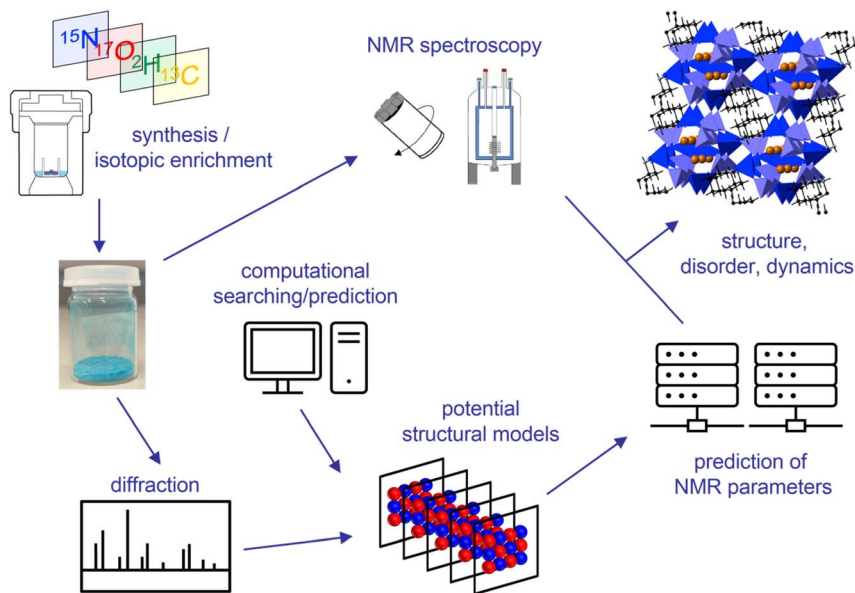 15N
17O
2H
13C
synthesis /
isotopic enrichment
NMR spectroscopy
structure,
disorder, dynamics
computational
searching/prediction
potential
structural models
prediction of
NMR parameters
diffraction